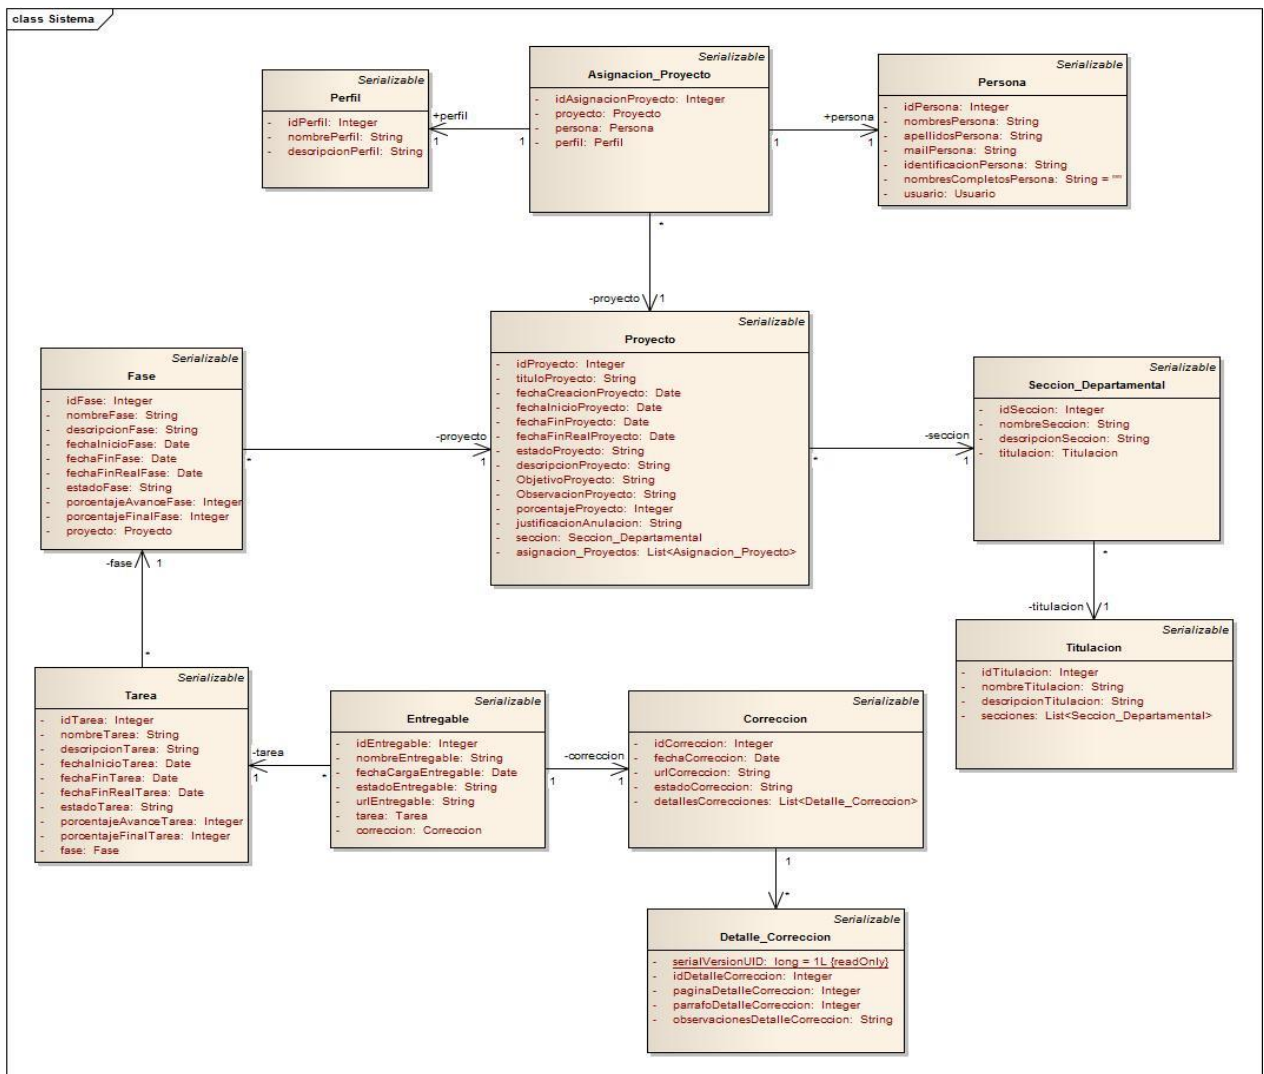 class Sistema
Serializable
Perfil
- idPerfil: Integer
- nombrePerfil: String
- descripcionPerfil: String
+perfil
1
1
Serializable
Asignacion_Proyecto
- idAsignacionProyecto: Integer
- proyecto: Proyecto
- persona: Persona
- perfil: Perfil
+persona
1
1
Serializable
Persona
- idPersona: Integer
- nombresPersona: String
- apellidosPersona: String
- mailPersona: String
- identificacionPersona: String
- nombresCompletosPersona: String = ""
- usuario: Usuario
*
-proyecto
1
Serializable
Fase
- idFase: Integer
- nombreFase: String
- descripcionFase: String
- fechaInicioFase: Date
- fechaFinFase: Date
- fechaFinRealFase: Date
- estadoFase: String
- porcentajeAvanceFase: Integer
- porcentajeFinalFase: Integer
- proyecto: Proyecto
*
-proyecto
1
Serializable
Proyecto
- idProyecto: Integer
- tituloProyecto: String
- fechaCreacionProyecto: Date
- fechaInicioProyecto: Date
- fechaFinProyecto: Date
- fechaFinRealProyecto: Date
- estadoProyecto: String
- descripcionProyecto: String
- ObjetivoProyecto: String
- ObservacionProyecto: String
- porcentajeProyecto: Integer
- justificacionAnulacion: String
- seccion: Seccion_Departamental
- asignacion_Proyectos: List<Asignacion_Proyecto>
*
-seccion
1
Serializable
Seccion_Departamental
- idSeccion: Integer
- nombreSeccion: String
- descripcionSeccion: String
- titulacion: Titulacion
-fase
1
*
*
-titulacion
1
Serializable
Titulacion
- idTitulacion: Integer
- nombreTitulacion: String
- descripcionTitulacion: String
- secciones: List<Seccion_Departamental>
Serializable
Tarea
- idTarea: Integer
- nombreTarea: String
- descripcionTarea: String
- fechaInicioTarea: Date
- fechaFinTarea: Date
- fechaFinRealTarea: Date
- estadoTarea: String
- porcentajeAvanceTarea: Integer
- porcentajeFinalTarea: Integer
- fase: Fase
-tarea
1
*
Serializable
Entregable
- idEntregable: Integer
- nombreEntregable: String
- fechaCargaEntregable: Date
- estadoEntregable: String
- urlEntregable: String
- tarea: Tarea
- correccion: Correccion
-correccion
1
1
Serializable
Correccion
- idCorreccion: Integer
- fechaCorreccion: Date
- urlCorreccion: String
- estadoCorreccion: String
- detallesCorrecciones: List<Detalle_Correccion>
1
*
Serializable
Detalle_Correccion
- serialVersionUID: long = 1L {readOnly}
- idDetalleCorreccion: Integer
- paginaDetalleCorreccion: Integer
- parrafoDetalleCorreccion: Integer
- observacionesDetalleCorreccion: String